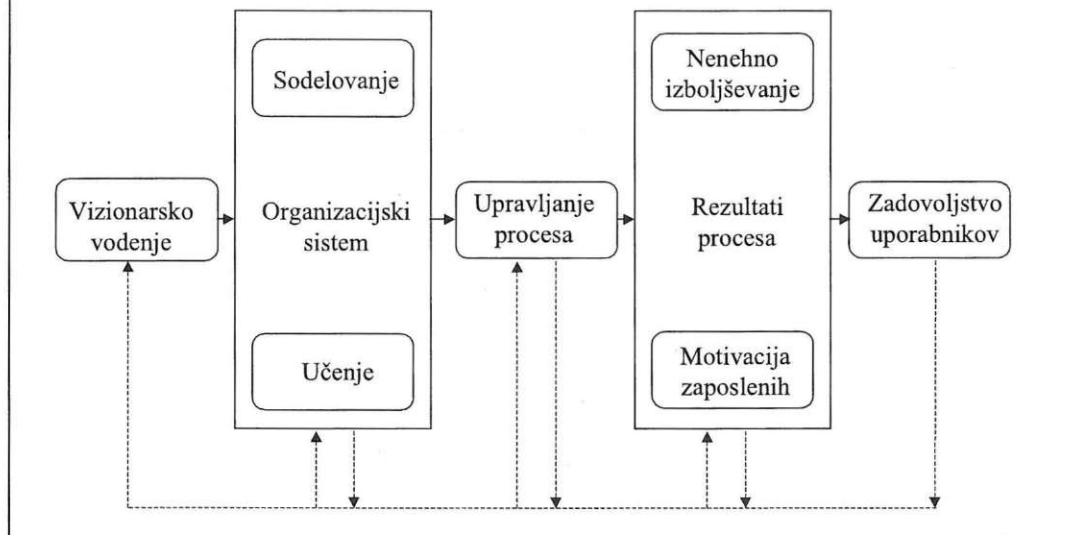 Sodelovanje
Nenehno
izboljševanje
Vizionarsko
vodenje
Organizacijski
sistem
Upravljanje
procesa
Rezultati
procesa
Zadovoljstvo
uporabnikov
Učenje
Motivacija
zaposlenih